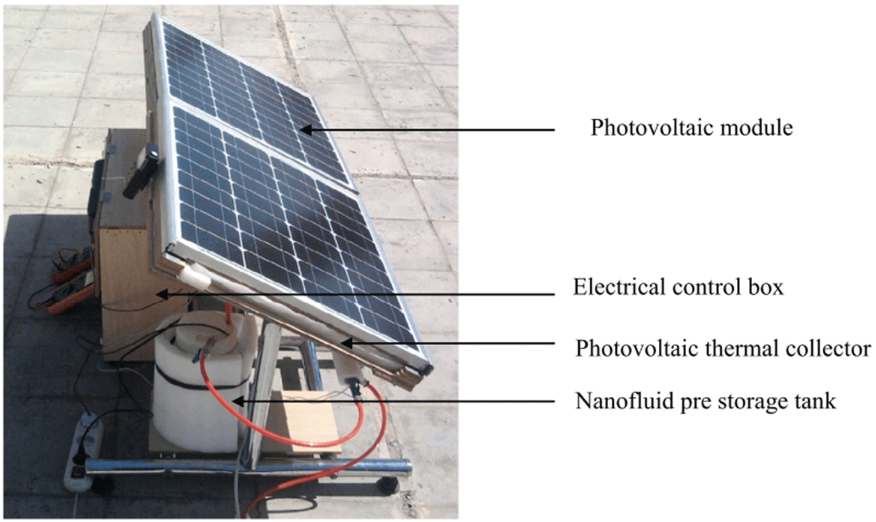 Photovoltaic module
Electrical control box
Photovoltaic thermal collector
Nanofluid pre storage tank